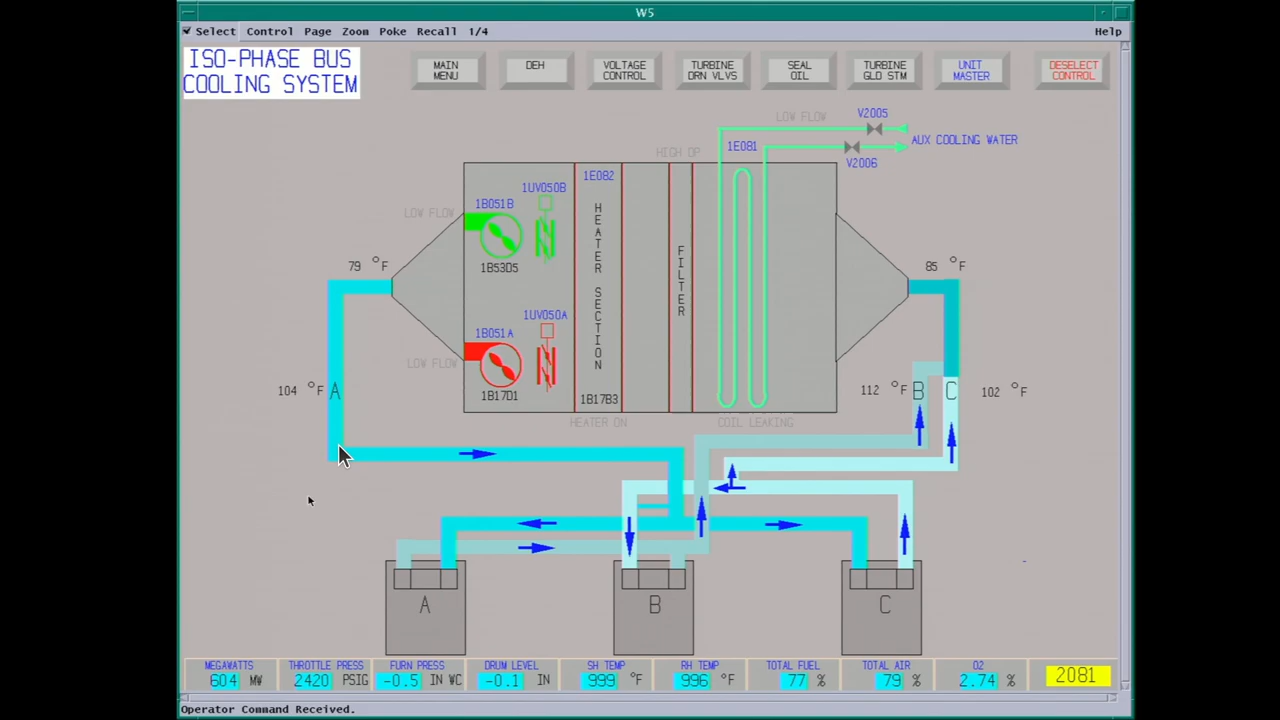 W5
Select Control Page Zoom Poke Recall 1/4 Help
ISO-PHASE BUS
COOLING SYSTEM
MAIN
MENU
DEH
VOLTAGE
CONTROL
TURBINE
DRN VLVS
SEAL
OIL
TURBINE
GLD STM
UNIT
MASTER
DESELECT
CONTROL
LOW FLOW
V2005
AUX COOLING WATER
V2006
HIGH DP
1E081
1E082
1UV050B
1B051B
LOW FLOW
1B53D5
HEATER SECTION
FILTER
79 °F
85 °F
1UV050A
1B051A
LOW FLOW
1B17D1
1B17B3
104 °F A
112 °F B
C 102 °F
HEATER ON
COIL LEAKING
A
B
C
MEGAWATTS
604 MW
THROTTLE PRESS
2420 PSIG
FURN PRESS
-0.5 IN WC
DRUM LEVEL
-0.1 IN
SH TEMP
999 °F
RH TEMP
996 °F
TOTAL FUEL
77 %
TOTAL AIR
79 %
O2
2.74 %
2081
Operator Command Received.